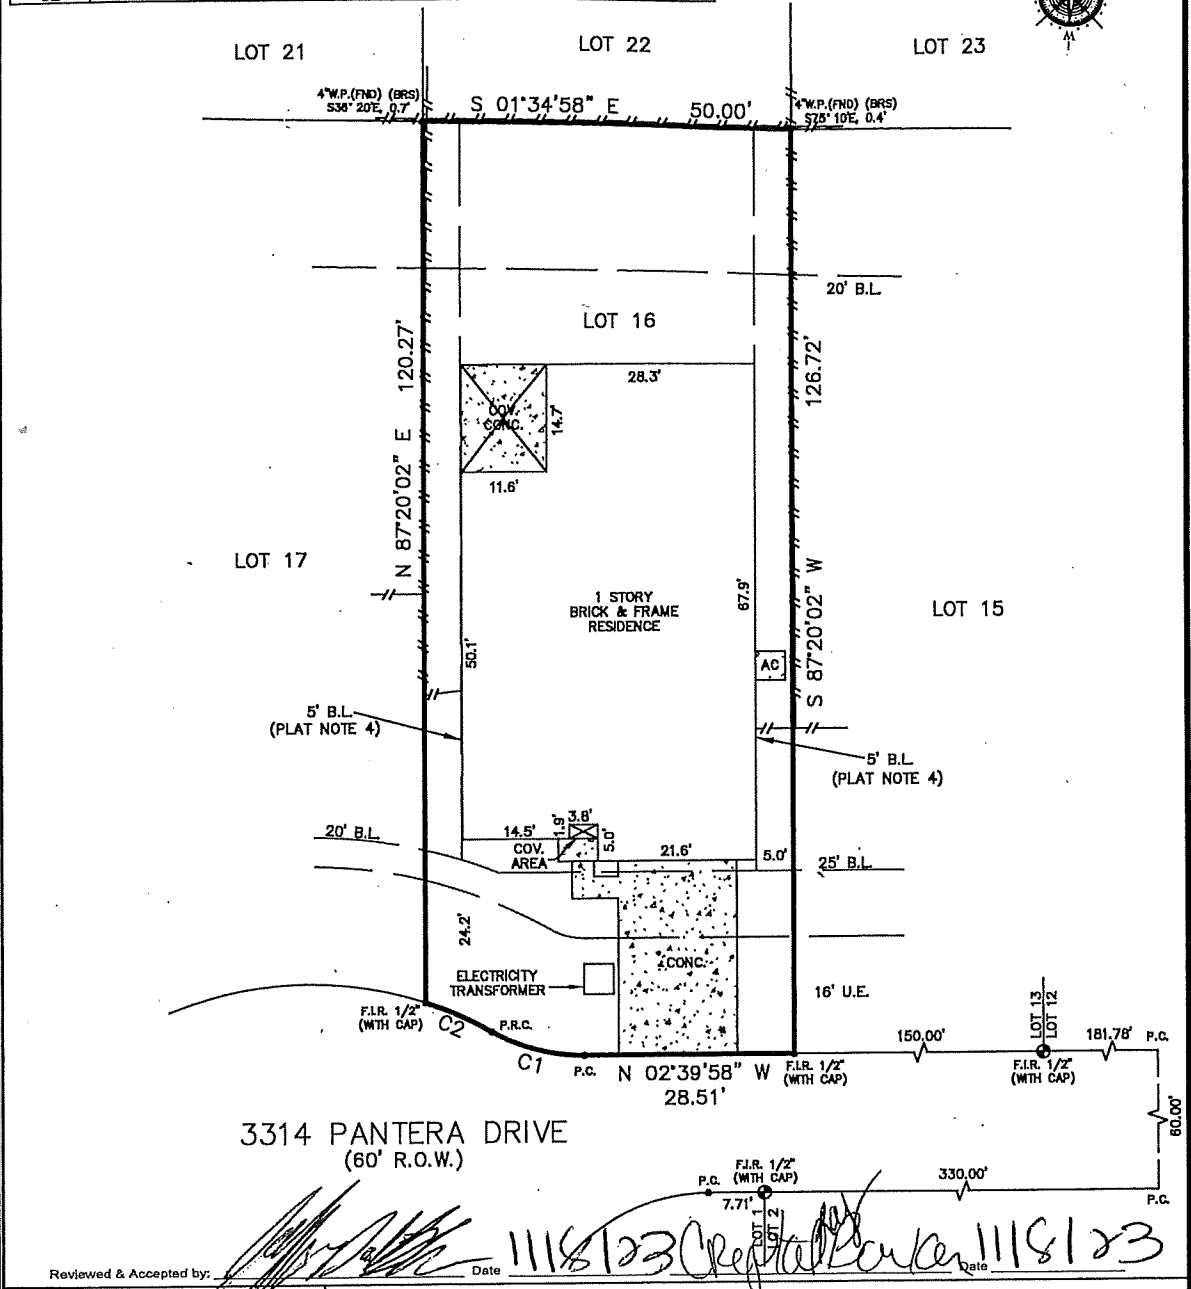 W
LOT 21
LOT 22
LOT 23
4"W.P.(FND) (BRS)
S36° 20'E, 0.7'
S 01°34'58" E 50.00'
4"W.P.(FND) (BRS)
S75° 10'E, 0.4'
20' B.L.
LOT 16
N 87°20'02" E 120.27'
S 87°20'02" W 126.72'
28.3'
COV.
CONC.
14.7'
11.6'
LOT 17
1 STORY
BRICK & FRAME
RESIDENCE
67.9'
LOT 15
50.1'
AC
5' B.L.
(PLAT NOTE 4)
5' B.L.
(PLAT NOTE 4)
20' B.L.
14.5'
1.9'
3.8'
5.0'
COV.
AREA
21.6'
5.0'
25' B.L.
24.2'
CONC.
ELECTRICITY
TRANSFORMER
16' U.E.
F.I.R. 1/2"
(WITH CAP)
C2
P.R.C.
C1
P.C.
N 02°39'58" W
28.51'
F.I.R. 1/2"
(WITH CAP)
150.00'
LOT 13
LOT 12
F.I.R. 1/2"
(WITH CAP)
181.78'
P.C.
60.00'
3314 PANTERA DRIVE
(60' R.O.W.)
F.I.R. 1/2"
(WITH CAP)
P.C.
7.71'
LOT 1
LOT 2
330.00'
P.C.
Reviewed & Accepted by: Date 11/8/23 Date 11/8/23